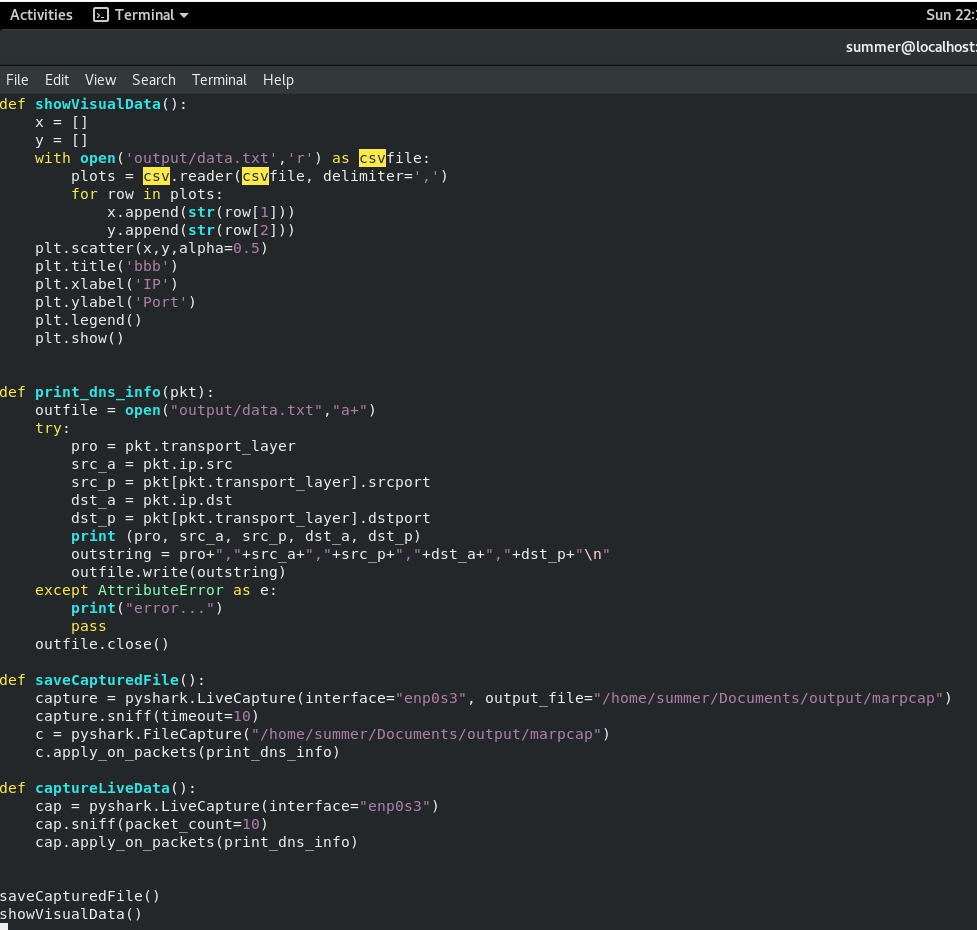 Activities Terminal Sun 22:
summer@localhost:
File Edit View Search Terminal Help
def showVisualData():
    x = []
    y = []
    with open('output/data.txt','r') as csvfile:
        plots = csv.reader(csvfile, delimiter=',')
        for row in plots:
            x.append(str(row[1]))
            y.append(str(row[2]))
    plt.scatter(x,y,alpha=0.5)
    plt.title('bbb')
    plt.xlabel('IP')
    plt.ylabel('Port')
    plt.legend()
    plt.show()
def print_dns_info(pkt):
    outfile = open("output/data.txt","a+")
    try:
        pro = pkt.transport_layer
        src_a = pkt.ip.src
        src_p = pkt[pkt.transport_layer].srcport
        dst_a = pkt.ip.dst
        dst_p = pkt[pkt.transport_layer].dstport
        print (pro, src_a, src_p, dst_a, dst_p)
        outstring = pro+","+src_a+","+src_p+","+dst_a+","+dst_p+"\n"
        outfile.write(outstring)
    except AttributeError as e:
        print("error...")
        pass
    outfile.close()
def saveCapturedFile():
    capture = pyshark.LiveCapture(interface="enp0s3", output_file="/home/summer/Documents/output/marpcap")
    capture.sniff(timeout=10)
    c = pyshark.FileCapture("/home/summer/Documents/output/marpcap")
    c.apply_on_packets(print_dns_info)
def captureLiveData():
    cap = pyshark.LiveCapture(interface="enp0s3")
    cap.sniff(packet_count=10)
    cap.apply_on_packets(print_dns_info)
saveCapturedFile()
showVisualData()